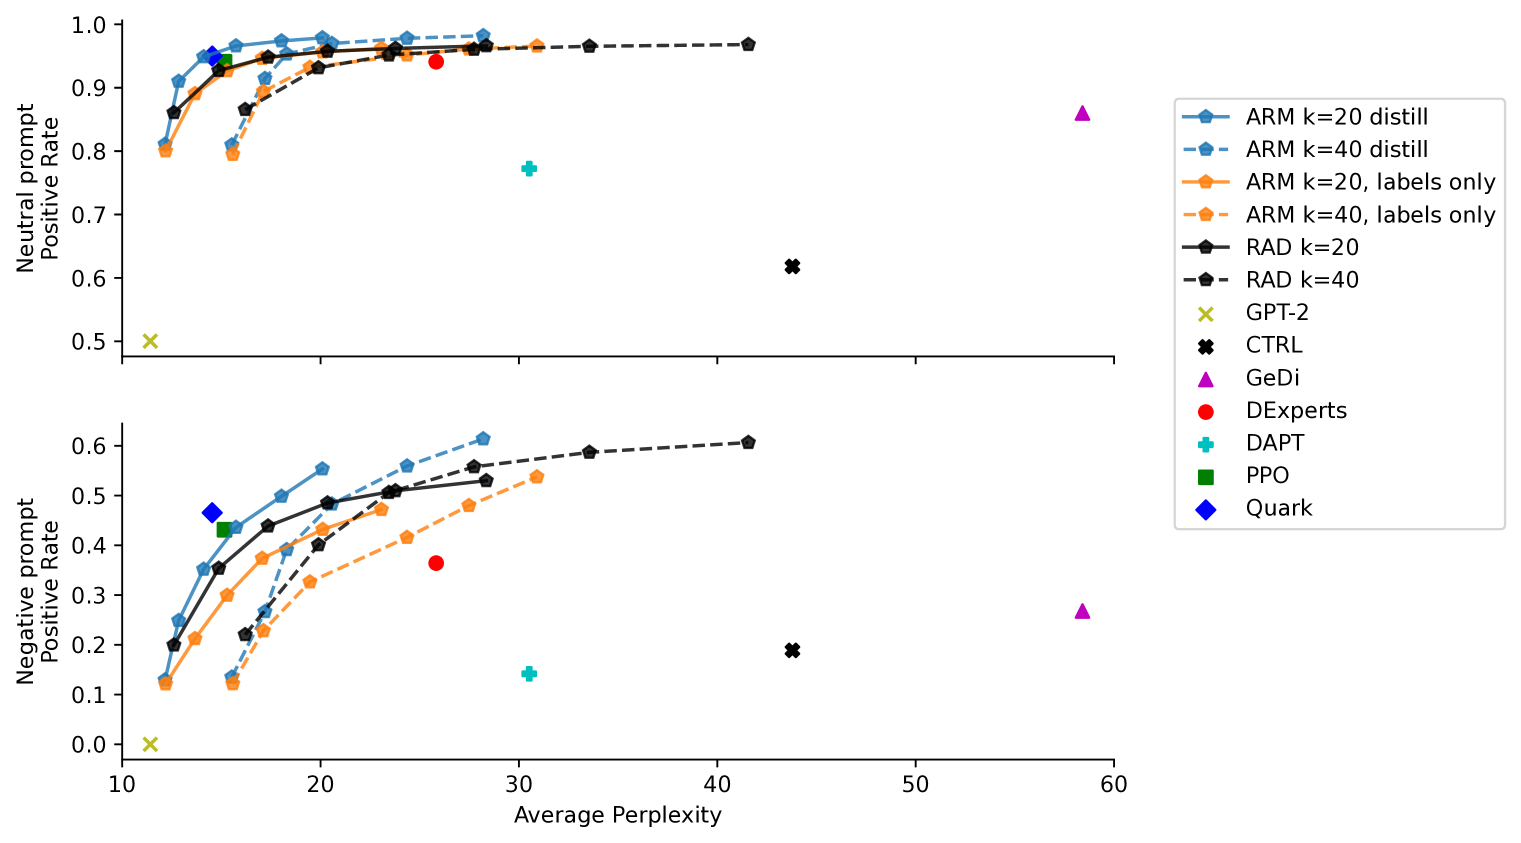 Neutral prompt
Positive Rate
1.0
0.9
0.8
0.7
0.6
0.5
Negative prompt
Positive Rate
0.6
0.5
0.4
0.3
0.2
0.1
0.0
10 20 30 40 50 60
Average Perplexity
ARM k=20 distill
ARM k=40 distill
ARM k=20, labels only
ARM k=40, labels only
RAD k=20
RAD k=40
GPT-2
CTRL
GeDi
DExperts
DAPT
PPO
Quark